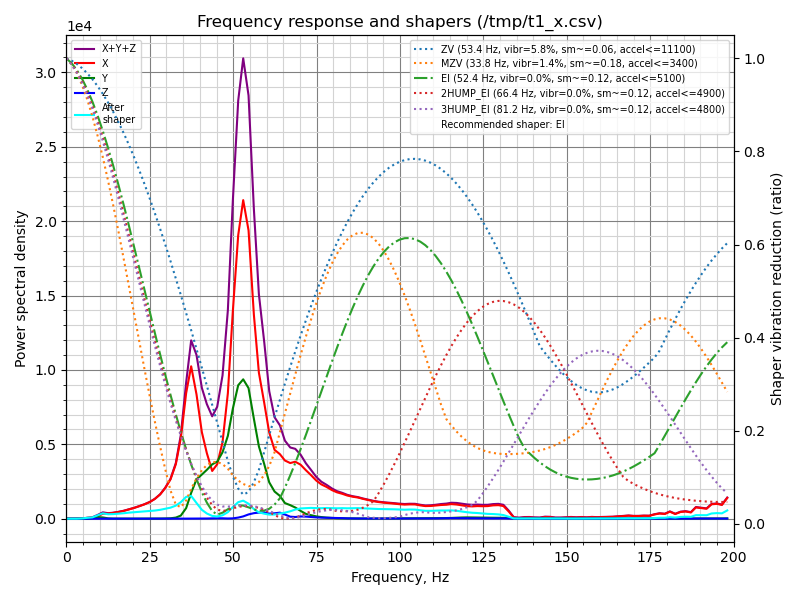 Frequency response and shapers (/tmp/t1_x.csv)
1e4
X+Y+Z
X
Y
Z
After
shaper
ZV (53.4 Hz, vibr=5.8%, sm~=0.06, accel<=11100)
MZV (33.8 Hz, vibr=1.4%, sm~=0.18, accel<=3400)
EI (52.4 Hz, vibr=0.0%, sm~=0.12, accel<=5100)
2HUMP_EI (66.4 Hz, vibr=0.0%, sm~=0.12, accel<=4900)
3HUMP_EI (81.2 Hz, vibr=0.0%, sm~=0.12, accel<=4800)
Recommended shaper: EI
Power spectral density
3.0
2.5
2.0
1.5
1.0
0.5
0.0
1.0
0.8
0.6
0.4
0.2
0.0
Shaper vibration reduction (ratio)
0 25 50 75 100 125 150 175 200
Frequency, Hz